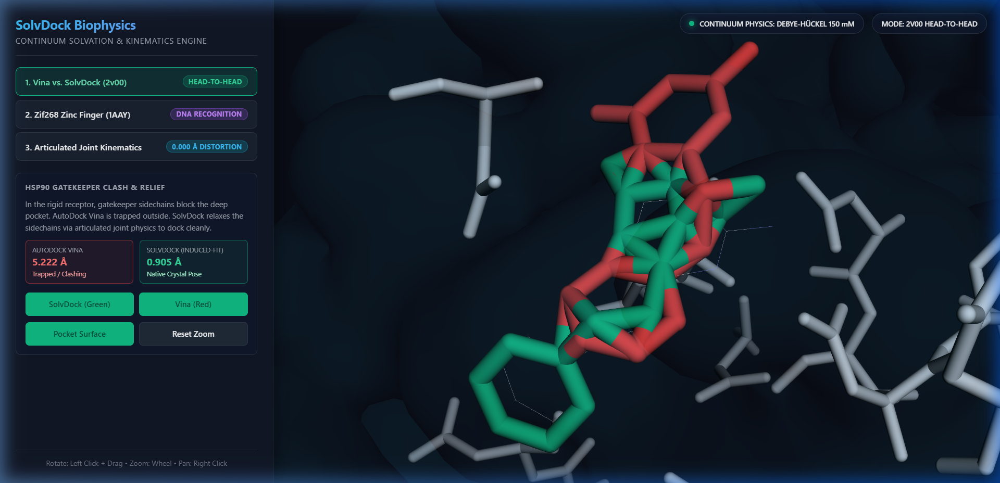 SolvDock Biophysics
CONTINUUM SOLVATION & KINEMATICS ENGINE
1. Vina vs. SolvDock (2v00)
HEAD-TO-HEAD
2. Zif268 Zinc Finger (1AAY)
DNA RECOGNITION
3. Articulated Joint Kinematics
0.000 Å DISTORTION
HSP90 GATEKEEPER CLASH & RELIEF
In the rigid receptor, gatekeeper sidechains block the deep
pocket. AutoDock Vina is trapped outside. SolvDock relaxes the
sidechains via articulated joint physics to dock cleanly.
AUTODOCK VINA
5.222 Å
Trapped / Clashing
SOLVDOCK (INDUCED-FIT)
0.905 Å
Native Crystal Pose
SolvDock (Green)
Vina (Red)
Pocket Surface
Reset Zoom
Rotate: Left Click + Drag • Zoom: Wheel • Pan: Right Click
CONTINUUM PHYSICS: DEBYE-HÜCKEL 150 mM
MODE: 2V00 HEAD-TO-HEAD